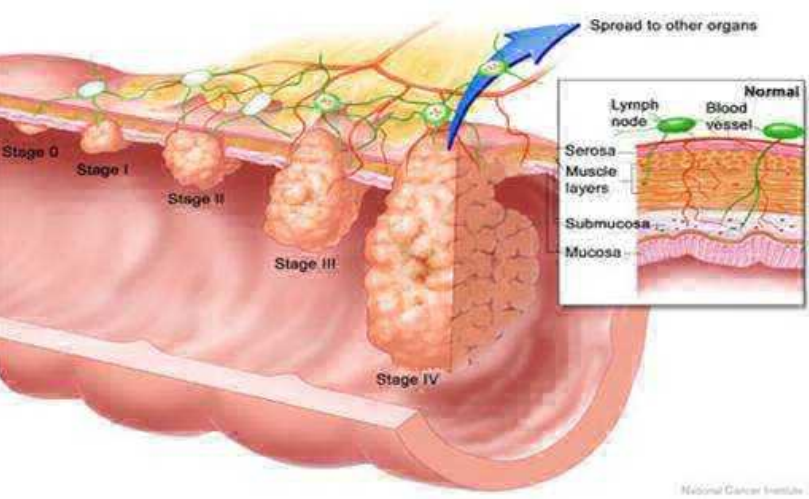 Spread to other organs
Normal
Lymph
node
Blood
vessel
Serosa
Muscle
layers
Submucosa
Mucosa
Stage 0
Stage I
Stage II
Stage III
Stage IV
National Cancer Institute